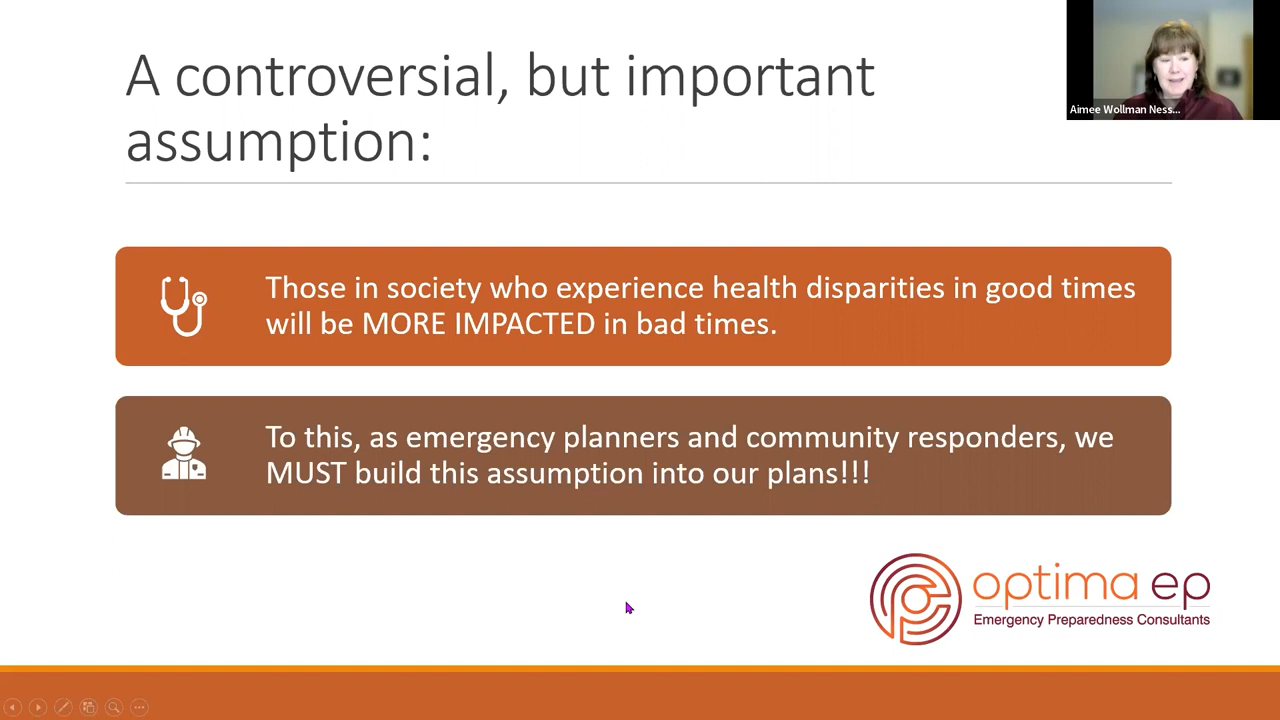 A controversial, but important
assumption:
Aimee Wollman Ness...
Those in society who experience health disparities in good times
will be MORE IMPACTED in bad times.
To this, as emergency planners and community responders, we
MUST build this assumption into our plans!!!
optima ep
Emergency Preparedness Consultants